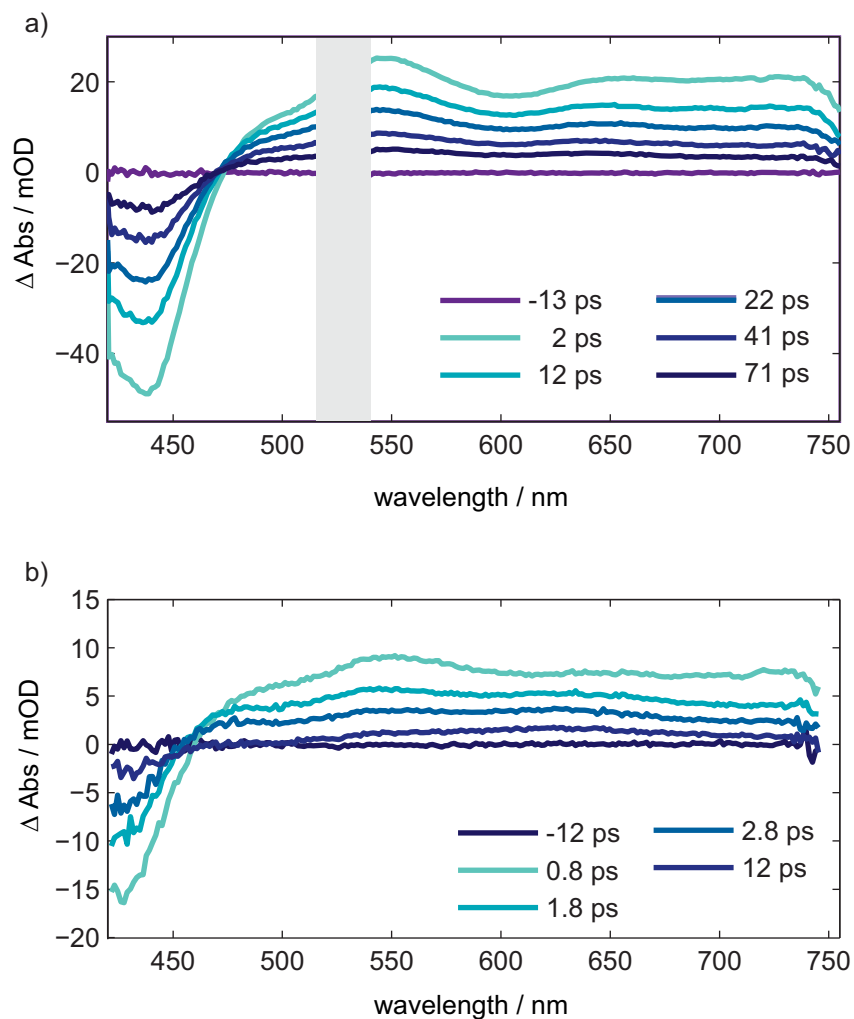 a)
20
0
−20
−40
Δ Abs / mOD
-13 ps
2 ps
12 ps
22 ps
41 ps
71 ps
450 500 550 600 650 700 750
wavelength / nm
b)
15
10
5
0
−5
−10
−15
−20
Δ Abs / mOD
-12 ps
0.8 ps
1.8 ps
2.8 ps
12 ps
450 500 550 600 650 700 750
wavelength / nm